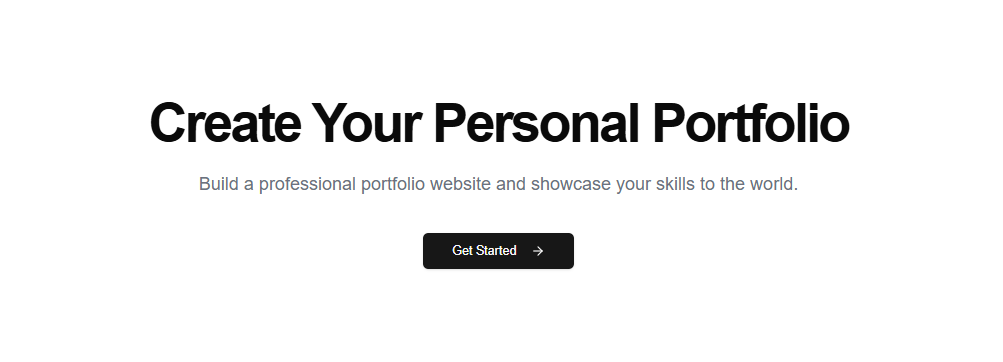 Create Your Personal Portfolio
Build a professional portfolio website and showcase your skills to the world.
Get Started